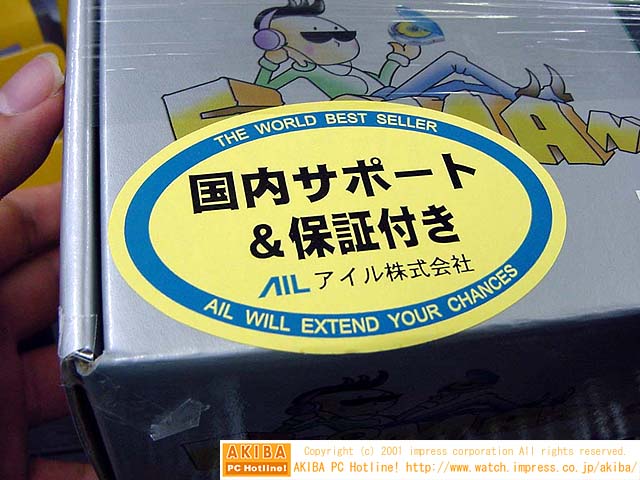 THE WORLD BEST SELLER
国内サポート
&保証付き
AIL アイル株式会社
AIL WILL EXTEND YOUR CHANCES
AKIBA
PC Hotline!
Copyright (c) 2001 impress corporation All rights reserved.
AKIBA PC Hotline! http://www.watch.impress.co.jp/akiba/